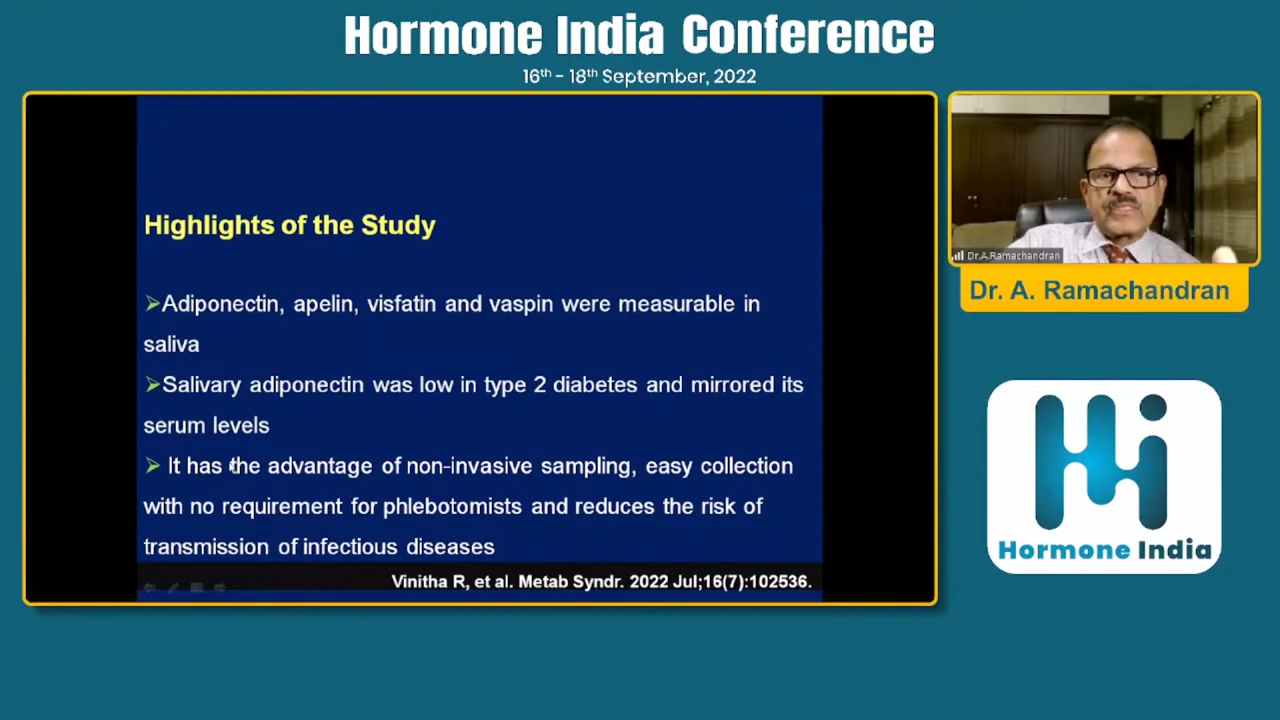 Hormone India Conference
16th - 18th September, 2022
Highlights of the Study
➢Adiponectin, apelin, visfatin and vaspin were measurable in
saliva
➢Salivary adiponectin was low in type 2 diabetes and mirrored its
serum levels
➢ It has the advantage of non-invasive sampling, easy collection
with no requirement for phlebotomists and reduces the risk of
transmission of infectious diseases
Vinitha R, et al. Metab Syndr. 2022 Jul;16(7):102536.
Dr.A.Ramachandran
Dr. A. Ramachandran
Hormone India